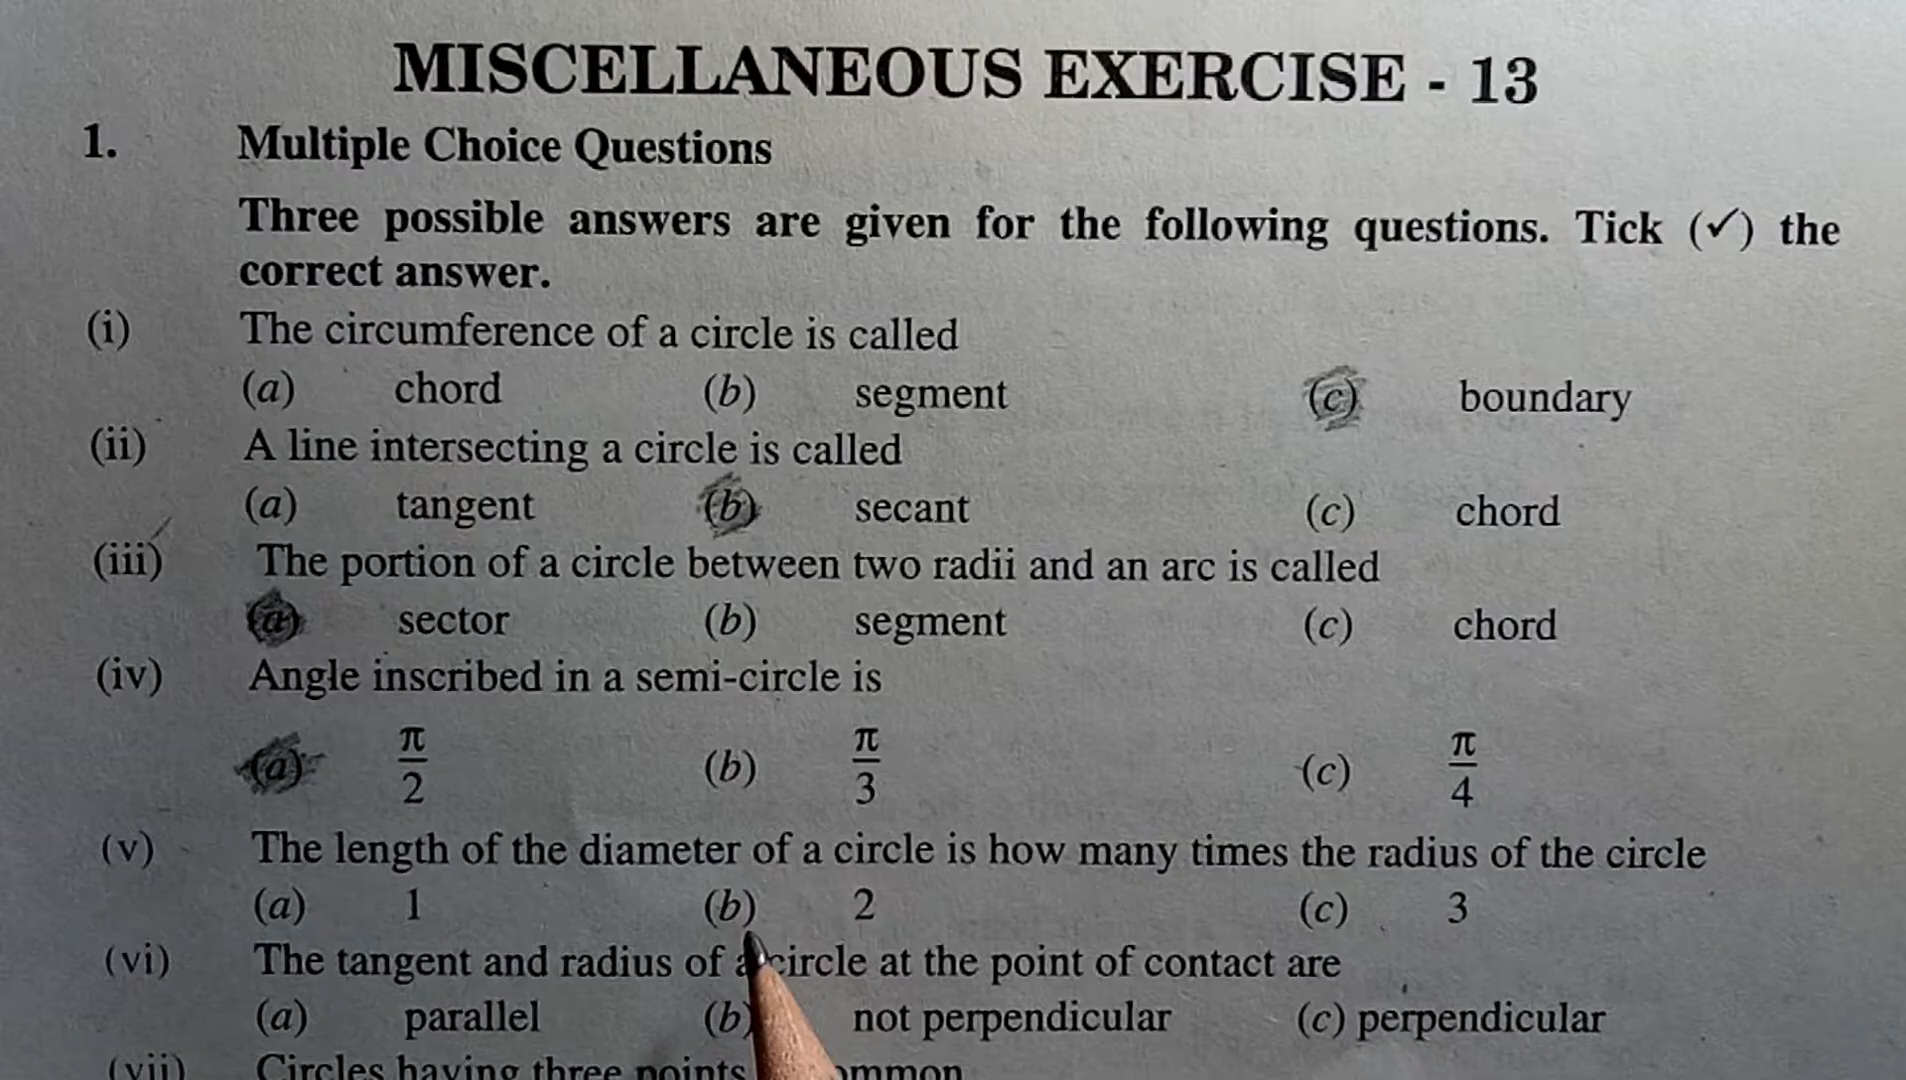 MISCELLANEOUS EXERCISE - 13
1. Multiple Choice Questions
Three possible answers are given for the following questions. Tick (✓) the
correct answer.
(i) The circumference of a circle is called
(a) chord (b) segment (c) boundary
(ii) A line intersecting a circle is called
(a) tangent (b) secant (c) chord
(iii) The portion of a circle between two radii and an arc is called
(a) sector (b) segment (c) chord
(iv) Angle inscribed in a semi-circle is
(a) π/2 (b) π/3 (c) π/4
(v) The length of the diameter of a circle is how many times the radius of the circle
(a) 1 (b) 2 (c) 3
(vi) The tangent and radius of a circle at the point of contact are
(a) parallel (b) not perpendicular (c) perpendicular
(vii) Circles having three points